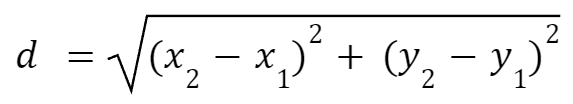 d = √(x₂ − x₁)² + (y₂ − y₁)²